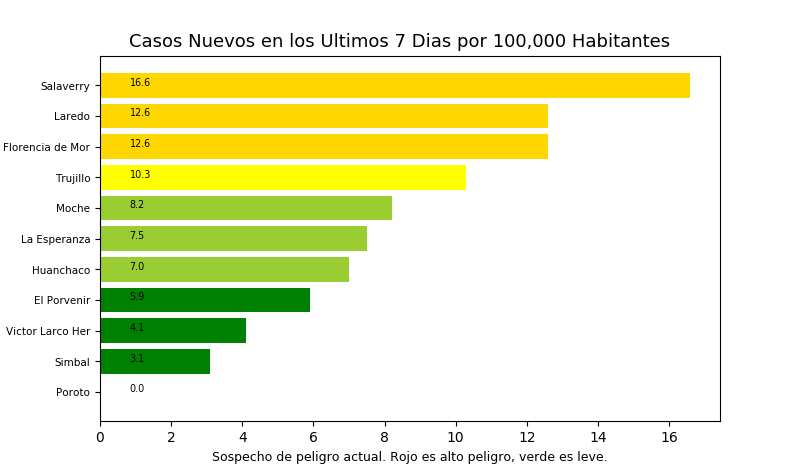 Casos Nuevos en los Ultimos 7 Dias por 100,000 Habitantes
Salaverry 16.6
Laredo 12.6
Florencia de Mor 12.6
Trujillo 10.3
Moche 8.2
La Esperanza 7.5
Huanchaco 7.0
El Porvenir 5.9
Victor Larco Her 4.1
Simbal 3.1
Poroto 0.0
0 2 4 6 8 10 12 14 16
Sospecho de peligro actual. Rojo es alto peligro, verde es leve.